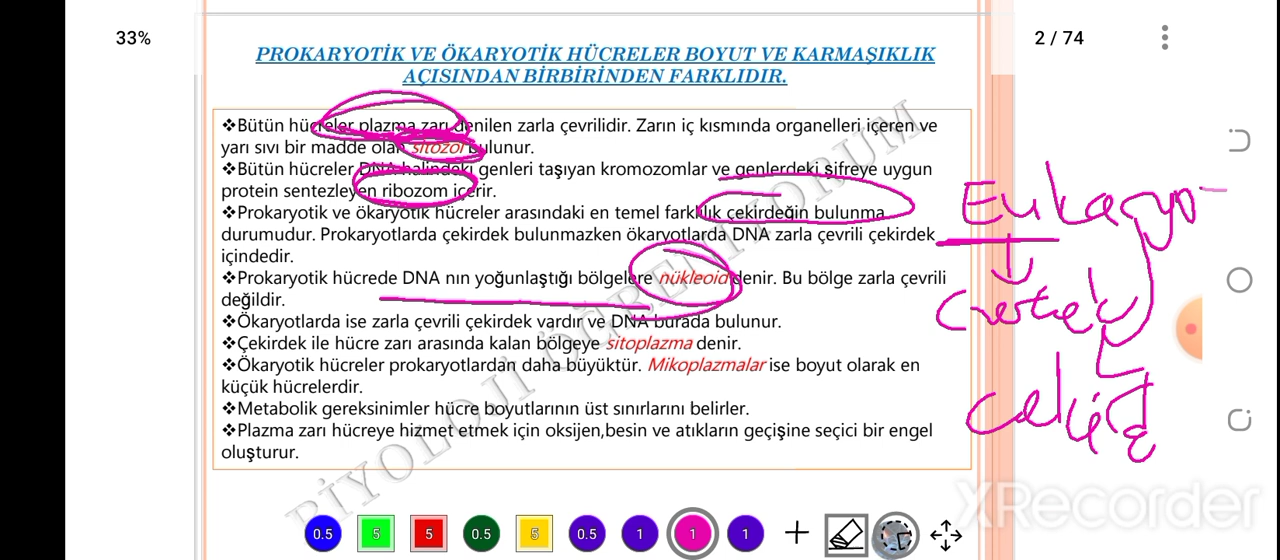 33%
2 / 74
PROKARYOTİK VE ÖKARYOTİK HÜCRELER BOYUT VE KARMAŞIKLIK
AÇISINDAN BİRBİRİNDEN FARKLIDIR.
❖Bütün hücreler plazma zarı denilen zarla çevrilidir. Zarın iç kısmında organelleri içeren ve
yarı sıvı bir madde olan sitozol bulunur.
❖Bütün hücreler DNA halindeki genleri taşıyan kromozomlar ve genlerdeki şifreye uygun
protein sentezleyen ribozom içerir.
❖Prokaryotik ve ökaryotik hücreler arasındaki en temel farklılık çekirdeğin bulunma
durumudur. Prokaryotlarda çekirdek bulunmazken ökaryotlarda DNA zarla çevrili çekirdek
içindedir.
❖Prokaryotik hücrede DNA nın yoğunlaştığı bölgelere nükleoid denir. Bu bölge zarla çevrili
değildir.
❖Ökaryotlarda ise zarla çevrili çekirdek vardır ve DNA burada bulunur.
❖Çekirdek ile hücre zarı arasında kalan bölgeye sitoplazma denir.
❖Ökaryotik hücreler prokaryotlardan daha büyüktür. Mikoplazmalar ise boyut olarak en
küçük hücrelerdir.
❖Metabolik gereksinimler hücre boyutlarının üst sınırlarını belirler.
❖Plazma zarı hücreye hizmet etmek için oksijen,besin ve atıkların geçişine seçici bir engel
oluşturur.
BİYOLOJİ ÖĞRENİYORUM
Eukaryo
XRecorder
0.5 5 5 0.5 5 0.5 1 1 1